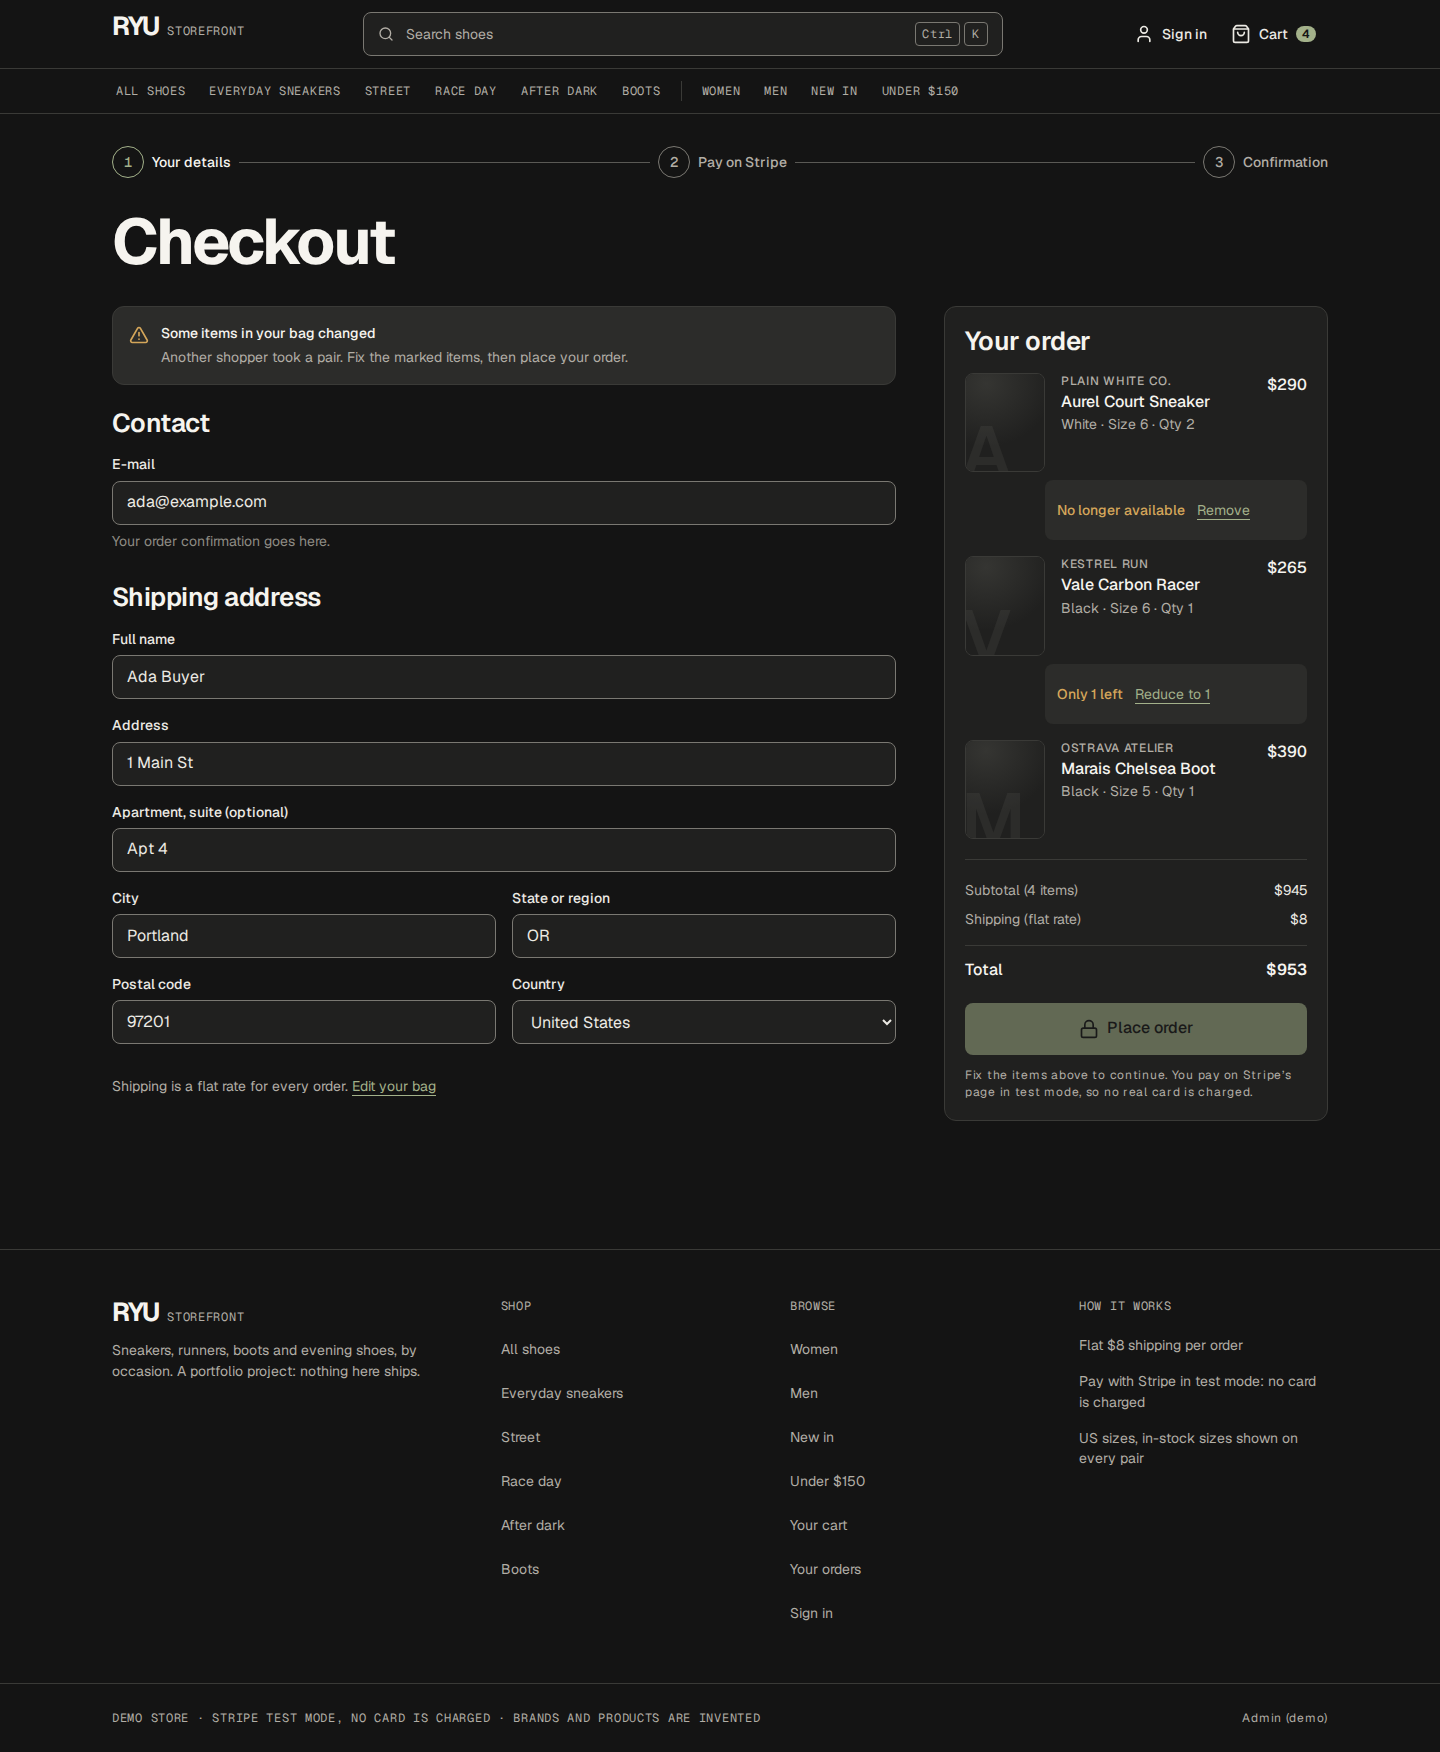 RYU STOREFRONT
Search shoes
Ctrl K
Sign in
Cart 4
ALL SHOES EVERYDAY SNEAKERS STREET RACE DAY AFTER DARK BOOTS WOMEN MEN NEW IN UNDER $150
1 Your details
2 Pay on Stripe
3 Confirmation
Checkout
Some items in your bag changed
Another shopper took a pair. Fix the marked items, then place your order.
Contact
E-mail
ada@example.com
Your order confirmation goes here.
Shipping address
Full name
Ada Buyer
Address
1 Main St
Apartment, suite (optional)
Apt 4
City
Portland
State or region
OR
Postal code
97201
Country
United States
Shipping is a flat rate for every order. Edit your bag
Your order
A
PLAIN WHITE CO.
Aurel Court Sneaker
White · Size 6 · Qty 2
$290
No longer available Remove
V
KESTREL RUN
Vale Carbon Racer
Black · Size 6 · Qty 1
$265
Only 1 left Reduce to 1
M
OSTRAVA ATELIER
Marais Chelsea Boot
Black · Size 5 · Qty 1
$390
Subtotal (4 items) $945
Shipping (flat rate) $8
Total $953
Place order
Fix the items above to continue. You pay on Stripe's
page in test mode, so no real card is charged.
RYU STOREFRONT
Sneakers, runners, boots and evening shoes, by
occasion. A portfolio project: nothing here ships.
SHOP
All shoes
Everyday sneakers
Street
Race day
After dark
Boots
BROWSE
Women
Men
New in
Under $150
Your cart
Your orders
Sign in
HOW IT WORKS
Flat $8 shipping per order
Pay with Stripe in test mode: no card
is charged
US sizes, in-stock sizes shown on
every pair
DEMO STORE · STRIPE TEST MODE, NO CARD IS CHARGED · BRANDS AND PRODUCTS ARE INVENTED
Admin (demo)